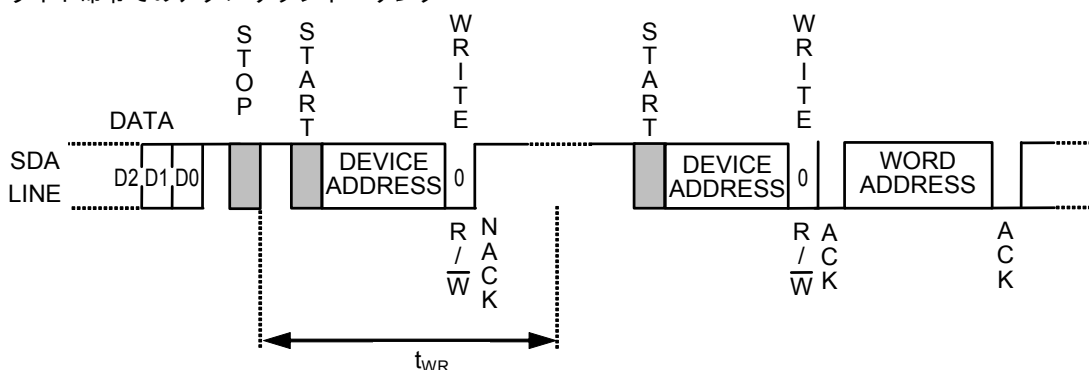 STOP
START
WRITE
START
WRITE
DATA
SDA LINE
D2 D1 D0
DEVICE ADDRESS
0
DEVICE ADDRESS
0
WORD ADDRESS
R/W
NACK
R/W
ACK
ACK
tWR